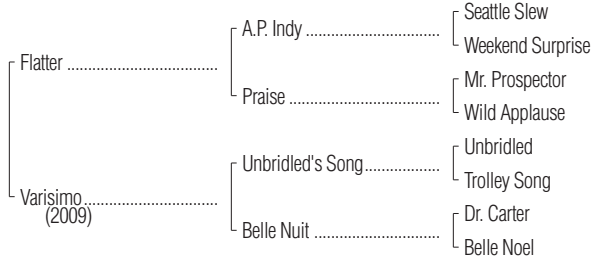 Flatter
A.P. Indy
Seattle Slew
Weekend Surprise
Praise
Mr. Prospector
Wild Applause
Varisimo
(2009)
Unbridled's Song
Unbridled
Trolley Song
Belle Nuit
Dr. Carter
Belle Noel